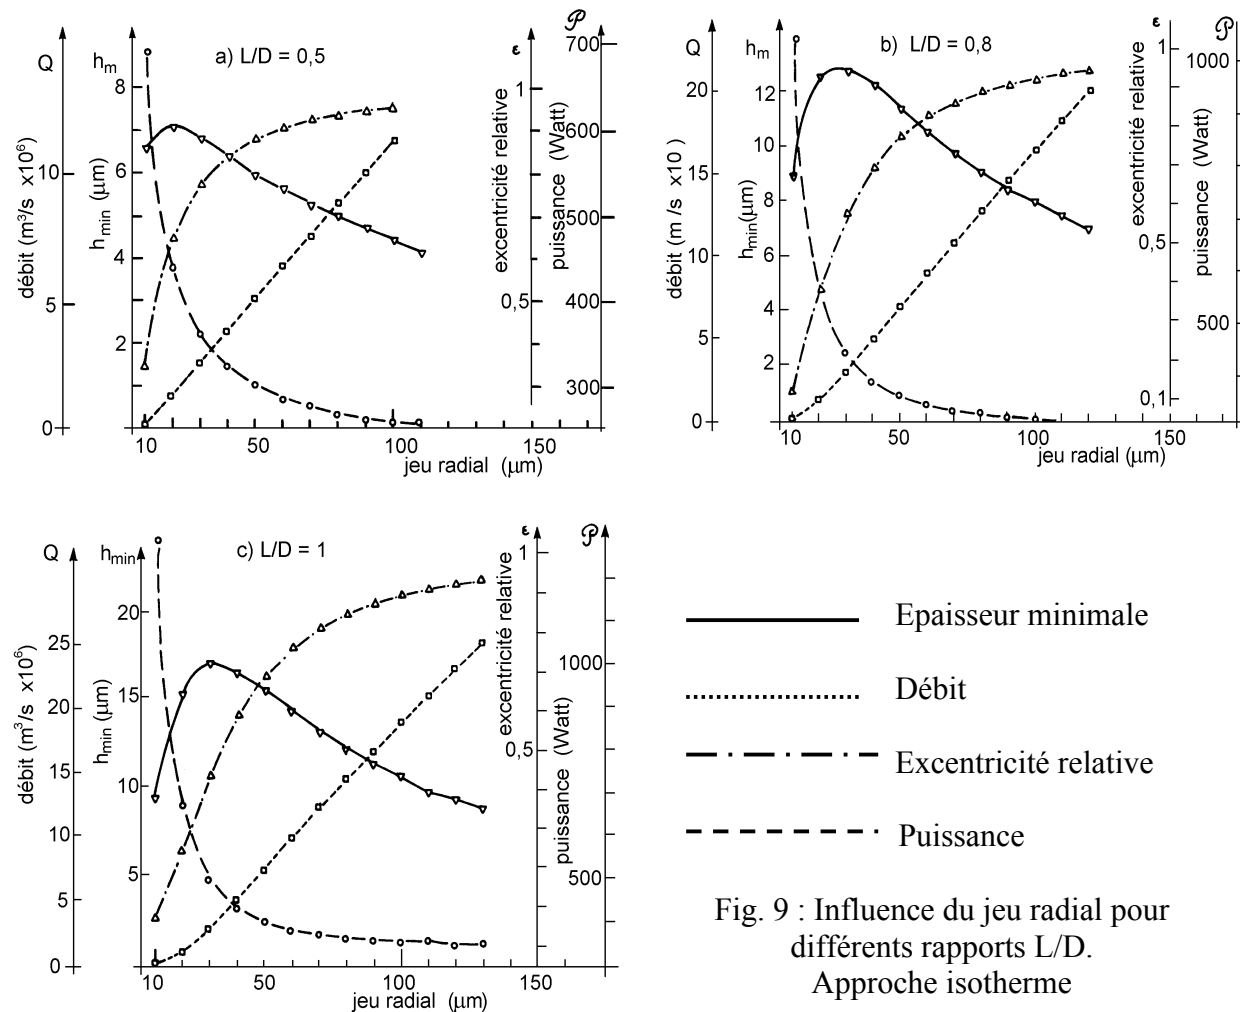 a) L/D = 0,5
Q
débit (m³/s x10⁶)
10
5
0
hₘ
h_min (μm)
8
6
4
2
ε
excentricité relative
1
0,5
𝒫
puissance (Watt)
700
600
500
400
300
10 50 100 150
jeu radial (μm)
b) L/D = 0,8
débit (m /s x10 )
20
15
10
5
0
hₘ
h_min(μm)
12
10
8
6
4
2
ε
excentricité relative
1
0,5
0,1
𝒫
puissance (Watt)
1000
500
10 50 100 150
jeu radial (μm)
c) L/D = 1
Q
débit (m³/s x10⁶)
25
20
15
10
5
0
h_min
h_min (μm)
20
15
10
5
ε
excentricité relative
1
0,5
𝒫
puissance (Watt)
1000
500
10 50 100 150
jeu radial (μm)
Epaisseur minimale
Débit
Excentricité relative
Puissance
Fig. 9 : Influence du jeu radial pour
différents rapports L/D.
Approche isotherme